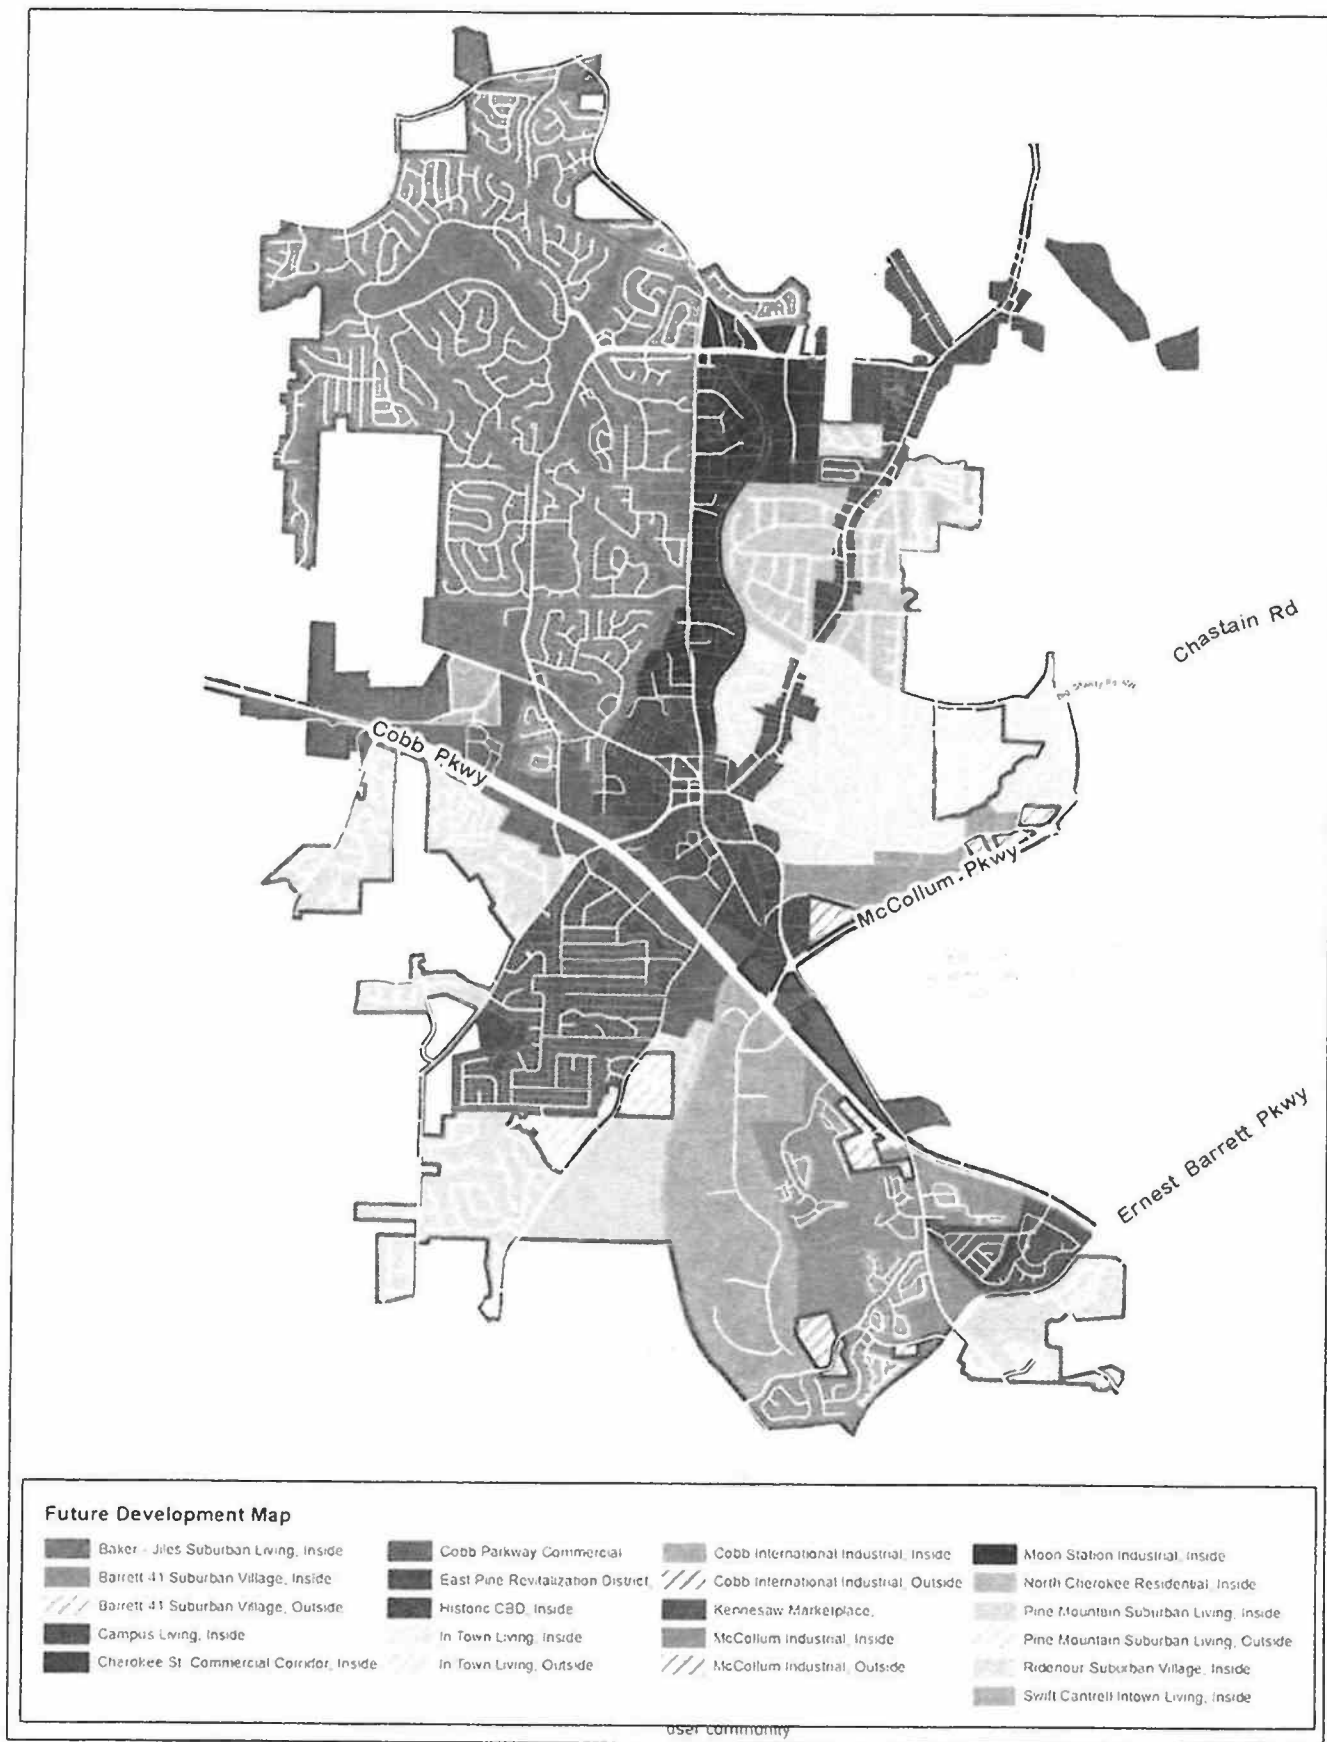 Chastain Rd
Cobb Pkwy
McCollum Pkwy
Ernest Barrett Pkwy
Future Development Map
Baker - Jiles Suburban Living, Inside
Barrett 41 Suburban Village, Inside
Barrett 41 Suburban Village, Outside
Campus Living, Inside
Cherokee St. Commercial Corridor, Inside
Cobb Parkway Commercial
East Pine Revitalization District,
Historic CBD, Inside
In Town Living, Inside
In Town Living, Outside
Cobb International Industrial, Inside
Cobb International Industrial, Outside
Kennesaw Marketplace,
McCollum Industrial, Inside
McCollum Industrial, Outside
Moon Station Industrial, Inside
North Cherokee Residential, Inside
Pine Mountain Suburban Living, Inside
Pine Mountain Suburban Living, Outside
Ridenour Suburban Village, Inside
Swift Cantrell Intown Living, Inside
user community